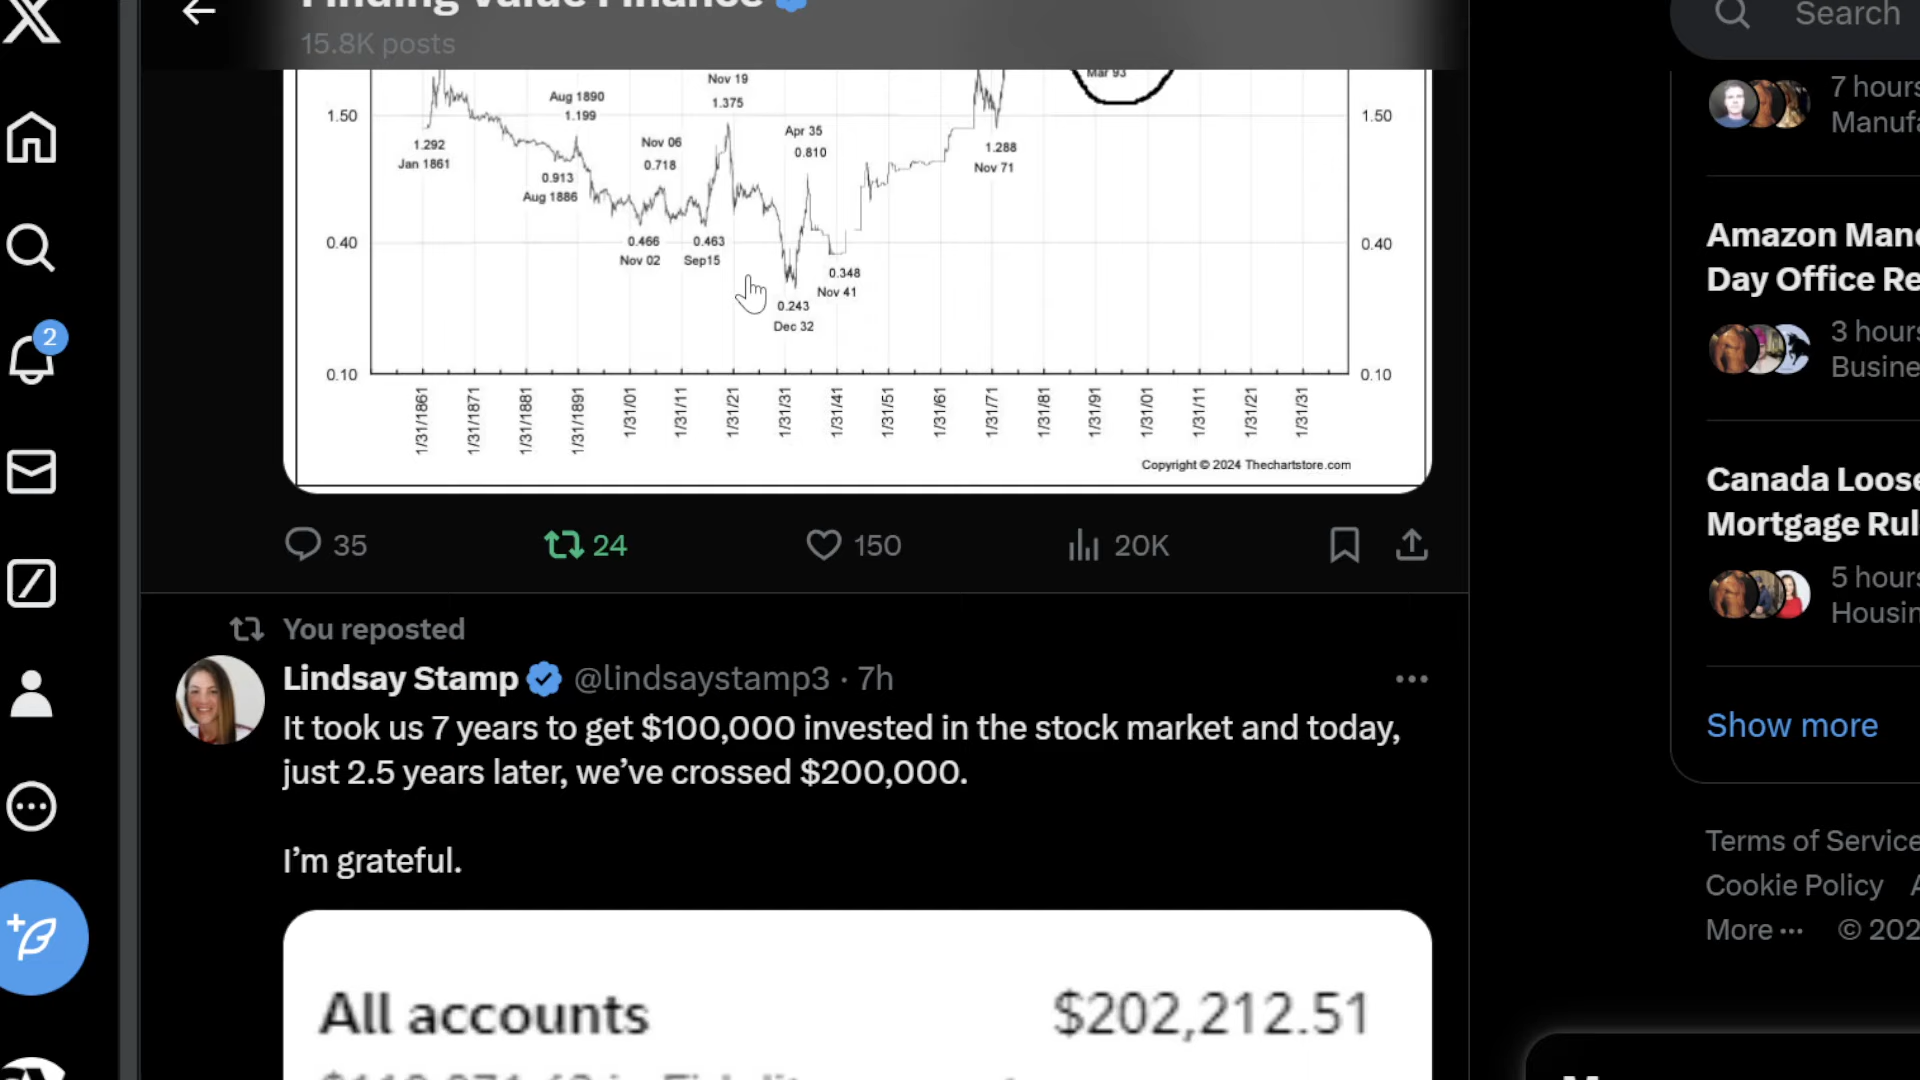 Finding Value Finance
15.8K posts
Search
Mar 93
Nov 19
1.375
Aug 1890
1.199
1.50
1.50
Apr 35
0.810
Nov 06
0.718
1.292
Jan 1861
1.288
Nov 71
0.913
Aug 1886
0.466
Nov 02
0.463
Sep15
0.40
0.40
0.348
Nov 41
0.243
Dec 32
0.10
0.10
1/31/1861
1/31/1871
1/31/1881
1/31/1891
1/31/01
1/31/11
1/31/21
1/31/31
1/31/41
1/31/51
1/31/61
1/31/71
1/31/81
1/31/91
1/31/01
1/31/11
1/31/21
1/31/31
Copyright © 2024 Thechartstore.com
35
24
150
20K
You reposted
Lindsay Stamp @lindsaystamp3 · 7h
It took us 7 years to get $100,000 invested in the stock market and today,
just 2.5 years later, we’ve crossed $200,000.
I’m grateful.
All accounts $202,212.51
2
7 hours
Manufa
Amazon Man
Day Office Re
3 hours
Busine
Canada Loose
Mortgage Rul
5 hours
Housin
Show more
Terms of Service
Cookie Policy A
More ··· © 202